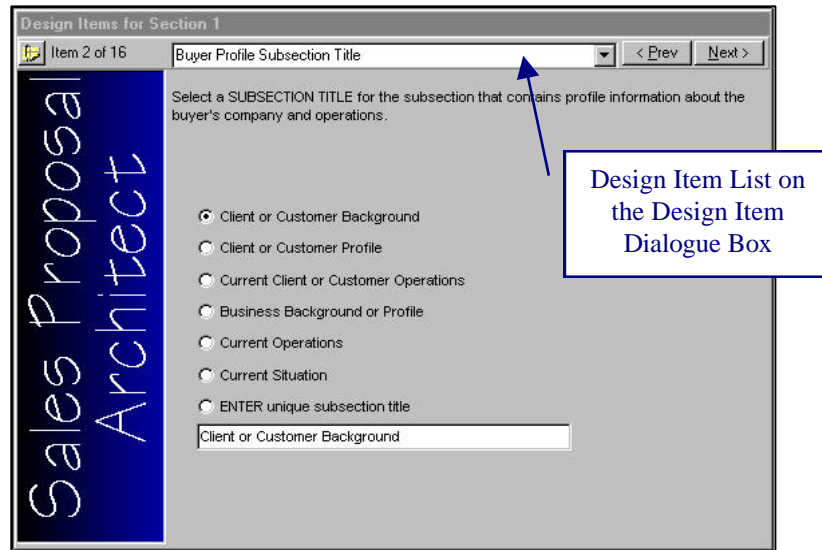 Design Items for Section 1
Item 2 of 16
Buyer Profile Subsection Title
< Prev
Next >
Sales Proposal
Architect
Select a SUBSECTION TITLE for the subsection that contains profile information about the
buyer's company and operations.
Design Item List on
the Design Item
Dialogue Box
Client or Customer Background
Client or Customer Profile
Current Client or Customer Operations
Business Background or Profile
Current Operations
Current Situation
ENTER unique subsection title
Client or Customer Background